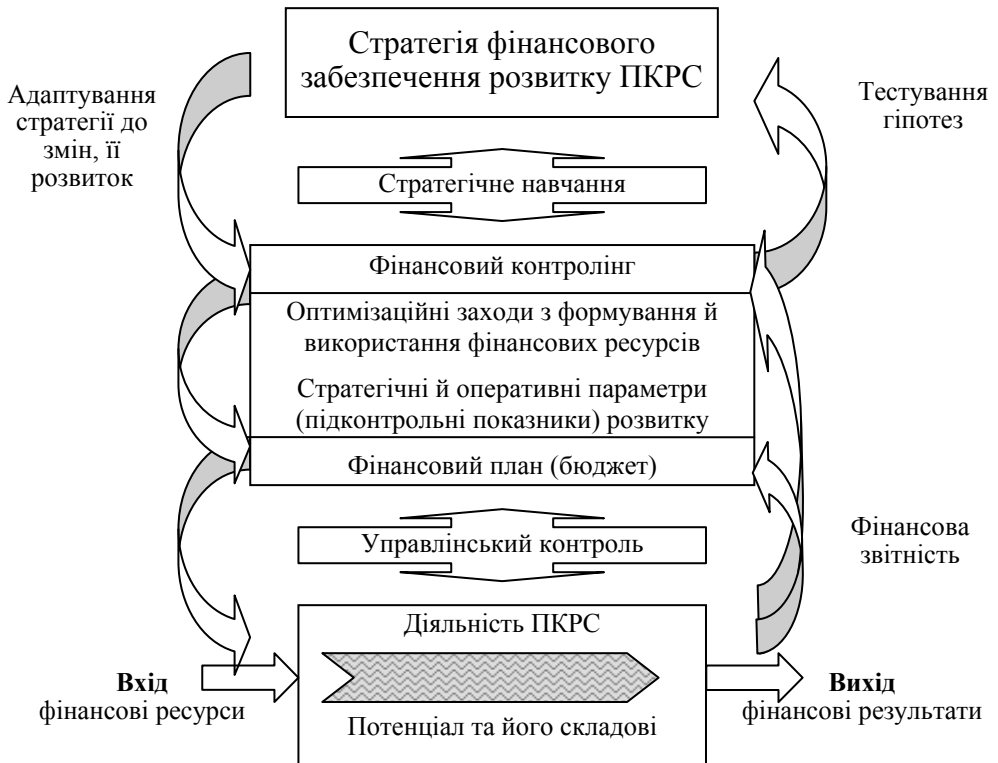 Стратегія фінансового
забезпечення розвитку ПКРС
Адаптування
стратегії до
змін, її
розвиток
Тестування
гіпотез
Стратегічне навчання
Фінансовий контролінг
Оптимізаційні заходи з формування й
використання фінансових ресурсів
Стратегічні й оперативні параметри
(підконтрольні показники) розвитку
Фінансовий план (бюджет)
Управлінський контроль
Фінансова
звітність
Діяльність ПКРС
Вхід
фінансові ресурси
Вихід
фінансові результати
Потенціал та його складові